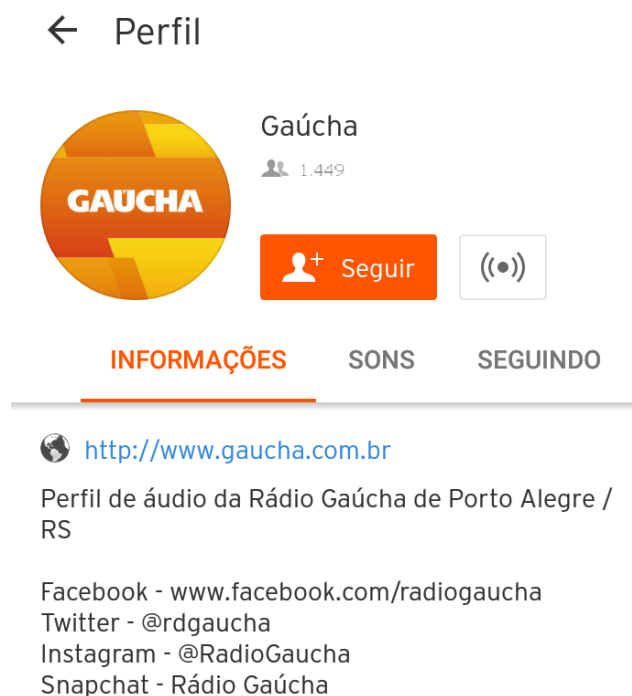 Perfil
GAÚCHA
Gaúcha
1.449
Seguir
INFORMAÇÕES SONS SEGUINDO
http://www.gaucha.com.br
Perfil de áudio da Rádio Gaúcha de Porto Alegre /
RS
Facebook - www.facebook.com/radiogaucha
Twitter - @rdgaucha
Instagram - @RadioGaucha
Snapchat - Rádio Gaúcha